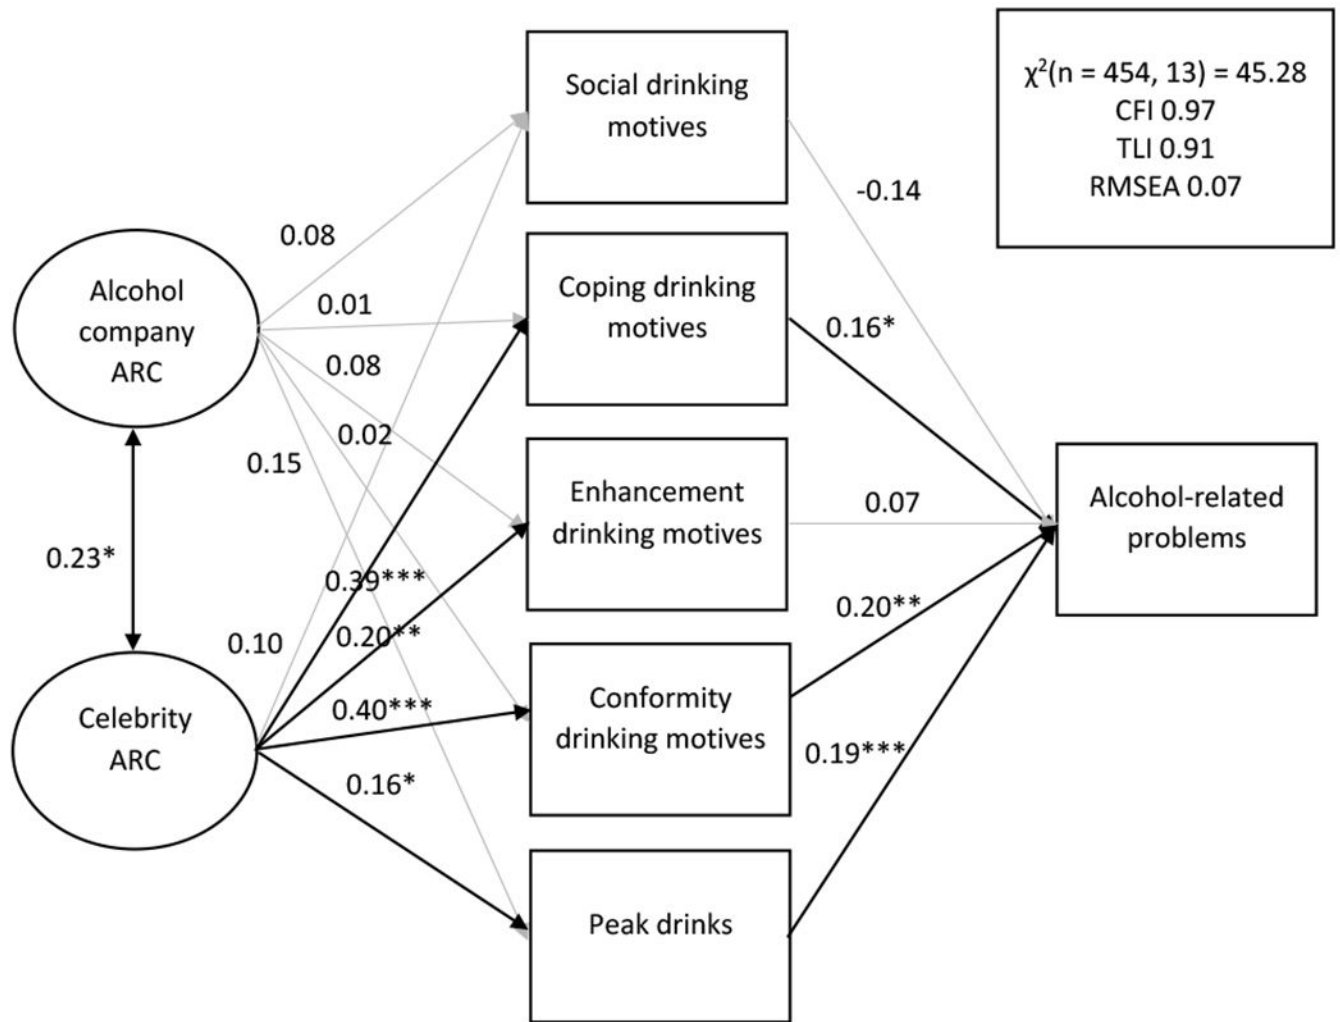 Social drinking
motives
χ²(n = 454, 13) = 45.28
CFI 0.97
TLI 0.91
RMSEA 0.07
-0.14
0.08
Alcohol
company
ARC
0.01
Coping drinking
motives
0.16*
0.08
0.02
0.15
Enhancement
drinking motives
0.07
Alcohol-related
problems
0.23*
0.39***
0.20**
0.20**
0.10
Celebrity
ARC
0.40***
Conformity
drinking motives
0.19***
0.16*
Peak drinks